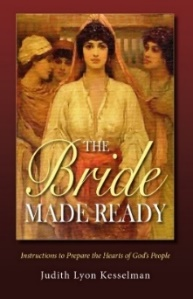 THE
Bride
MADE READY
Instructions to Prepare the Hearts of God's People
Judith Lyon Kesselman